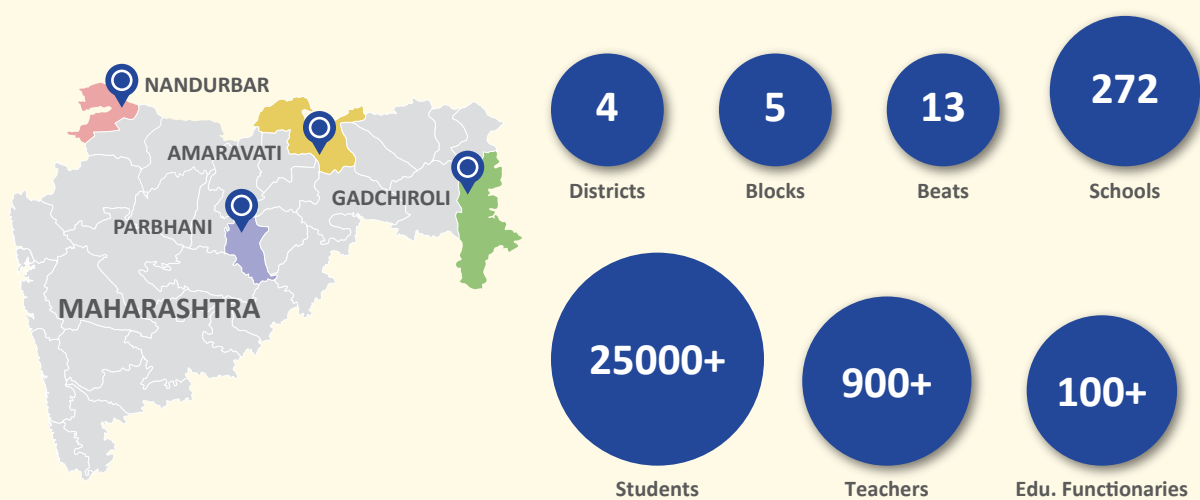 NANDURBAR
AMARAVATI
GADCHIROLI
PARBHANI
MAHARASHTRA
4
Districts
5
Blocks
13
Beats
272
Schools
25000+
Students
900+
Teachers
100+
Edu. Functionaries